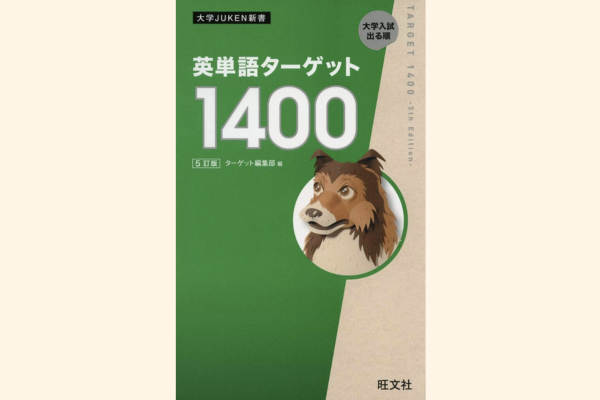 大学JUKEN新書
大学入試
出る順
英単語ターゲット
1400
5訂版 ターゲット編集部 編
TARGET 1400 -5th Edition-
旺文社